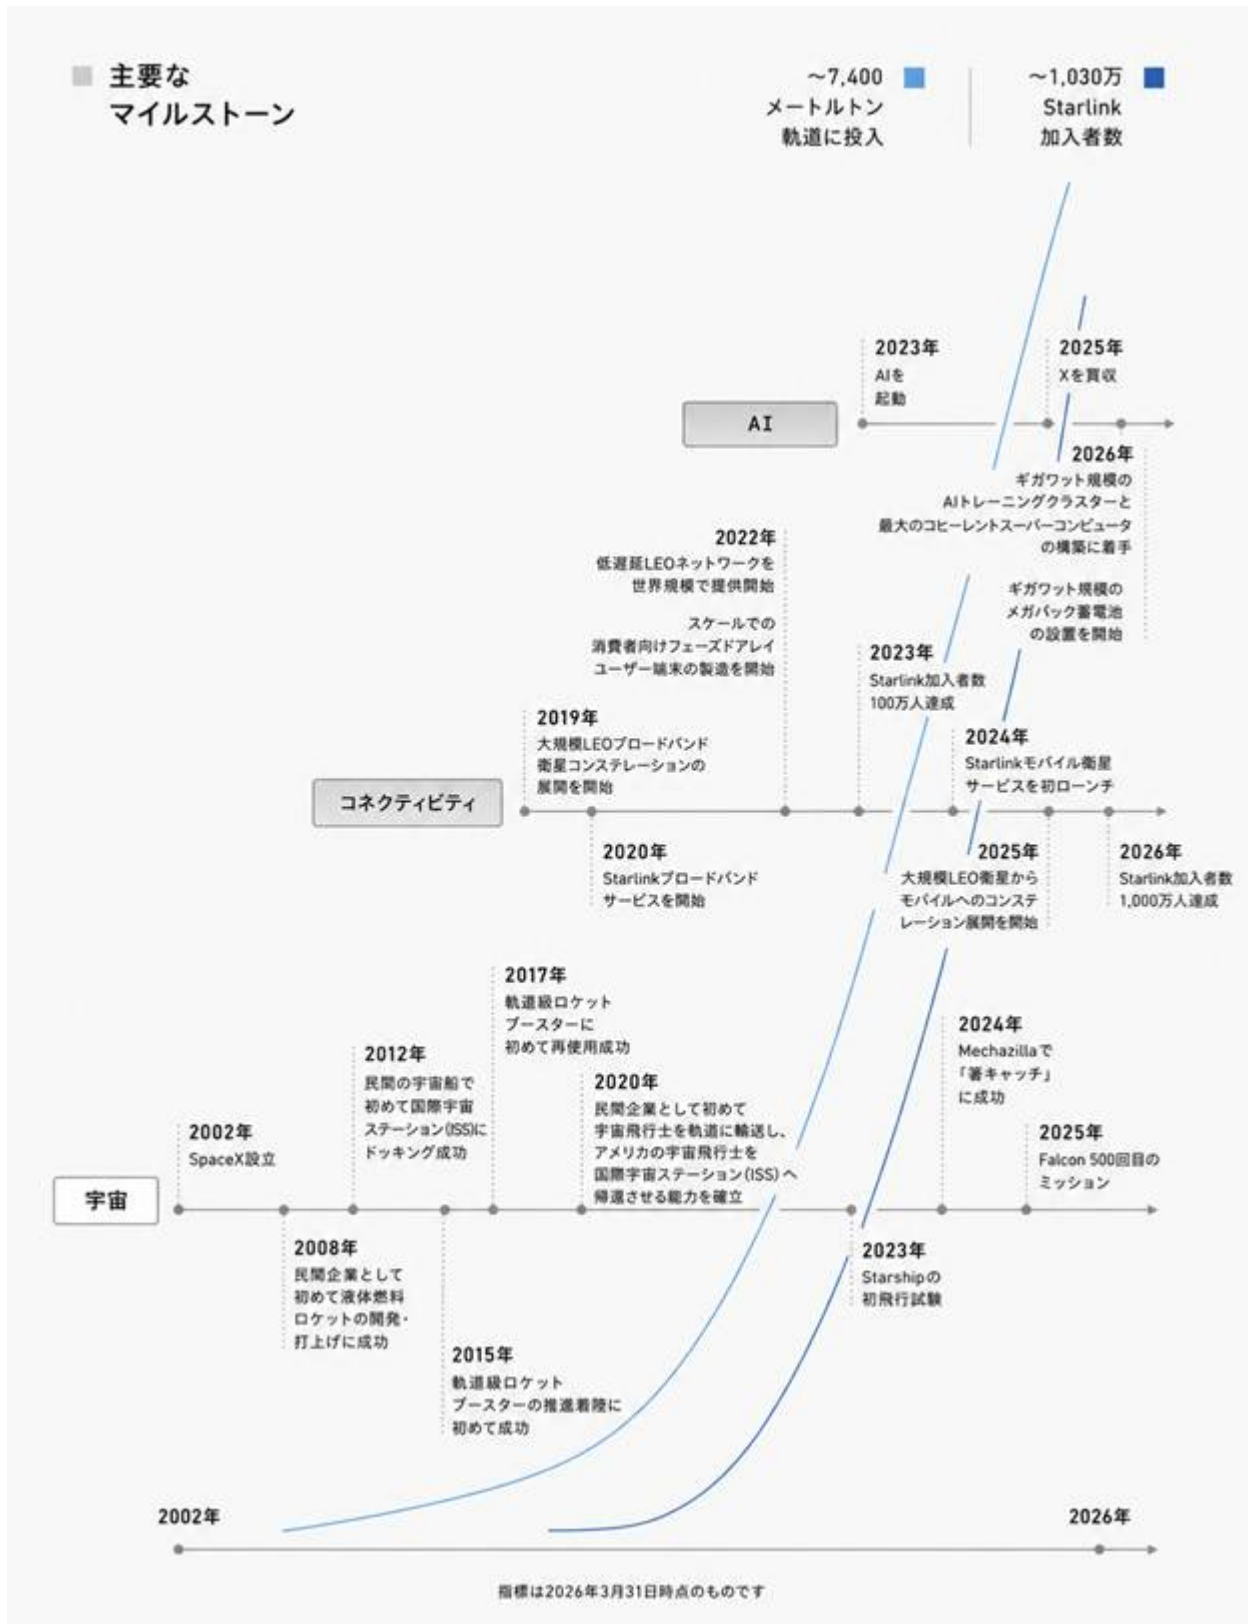 主要な
マイルストーン
～7,400
メートルトン
軌道に投入
～1,030万
Starlink
加入者数
2023年
AIを
起動
2025年
Xを買収
AI
2026年
ギガワット規模の
AIトレーニングクラスターと
最大のコヒーレントスーパーコンピュータ
の構築に着手
ギガワット規模の
メガパック蓄電池
の設置を開始
2022年
低遅延LEOネットワークを
世界規模で提供開始
スケールでの
消費者向けフェーズドアレイ
ユーザー端末の製造を開始
2023年
Starlink加入者数
100万人達成
2019年
大規模LEOブロードバンド
衛星コンステレーションの
展開を開始
2024年
Starlinkモバイル衛星
サービスを初ローンチ
コネクティビティ
2020年
Starlinkブロードバンド
サービスを開始
2025年
大規模LEO衛星から
モバイルへのコンステ
レーション展開を開始
2026年
Starlink加入者数
1,000万人達成
2017年
軌道級ロケット
ブースターに
初めて再使用成功
2012年
民間の宇宙船で
初めて国際宇宙
ステーション(ISS)に
ドッキング成功
2020年
民間企業として初めて
宇宙飛行士を軌道に輸送し、
アメリカの宇宙飛行士を
国際宇宙ステーション(ISS)へ
帰還させる能力を確立
2024年
Mechazillaで
「箸キャッチ」
に成功
2002年
SpaceX設立
2025年
Falcon 500回目の
ミッション
宇宙
2008年
民間企業として
初めて液体燃料
ロケットの開発・
打上げに成功
2023年
Starshipの
初飛行試験
2015年
軌道級ロケット
ブースターの推進着陸に
初めて成功
2002年
2026年
指標は2026年3月31日時点のものです